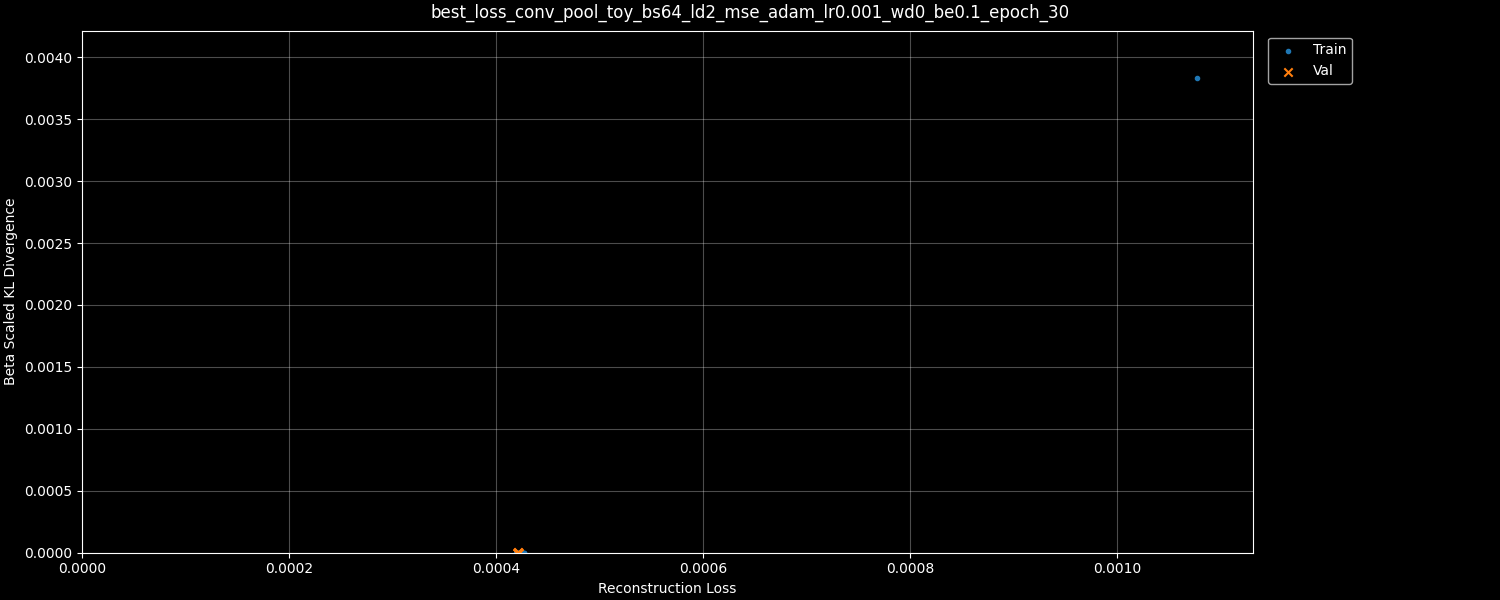 best_loss_conv_pool_toy_bs64_ld2_mse_adam_lr0.001_wd0_be0.1_epoch_30
Train
Val
0.0040
0.0035
0.0030
0.0025
0.0020
0.0015
0.0010
0.0005
0.0000
Beta Scaled KL Divergence
0.0000 0.0002 0.0004 0.0006 0.0008 0.0010
Reconstruction Loss